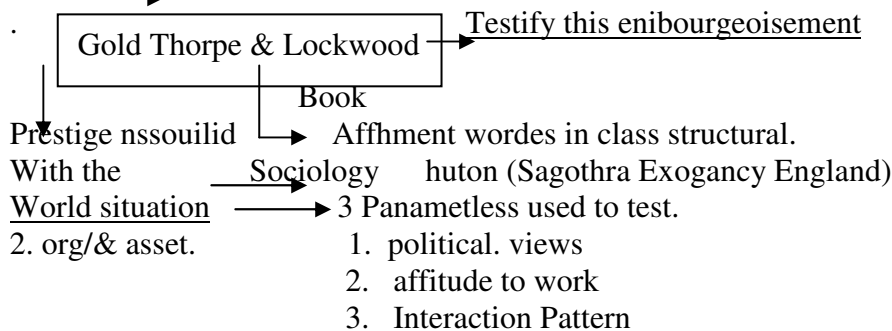 .
Gold Thorpe & Lockwood Testify this enibourgeoisement
Book
Prestige nssouilid Affhment wordes in class structural.
With the Sociology huton (Sagothra Exogancy England)
World situation 3 Panametless used to test.
2. org/& asset. 1. political. views
2. affitude to work
3. Interaction Pattern